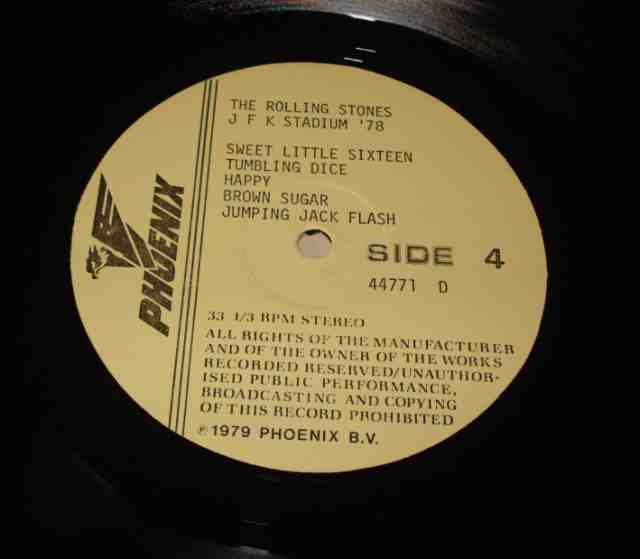 THE ROLLING STONES
J F K STADIUM '78
SWEET LITTLE SIXTEEN
TUMBLING DICE
HAPPY
BROWN SUGAR
JUMPING JACK FLASH
PHOENIX
SIDE 4
44771 D
33 1/3 RPM STEREO
ALL RIGHTS OF THE MANUFACTURER
AND OF THE OWNER OF THE WORKS
RECORDED RESERVED/UNAUTHOR-
ISED PUBLIC PERFORMANCE,
BROADCASTING AND COPYING
OF THIS RECORD PROHIBITED
℗ 1979 PHOENIX B.V.